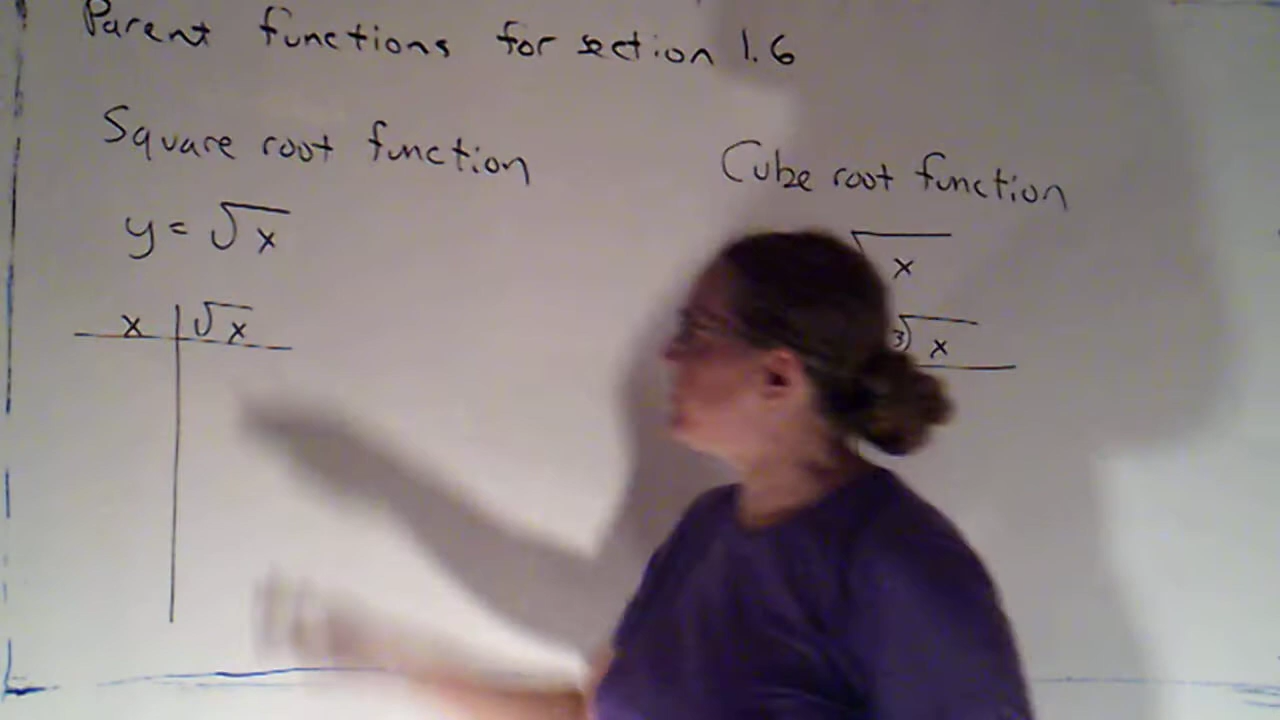 Parent functions for section 1.6
Square root function
y = √x
x | √x
Cube root function
√x
∛x